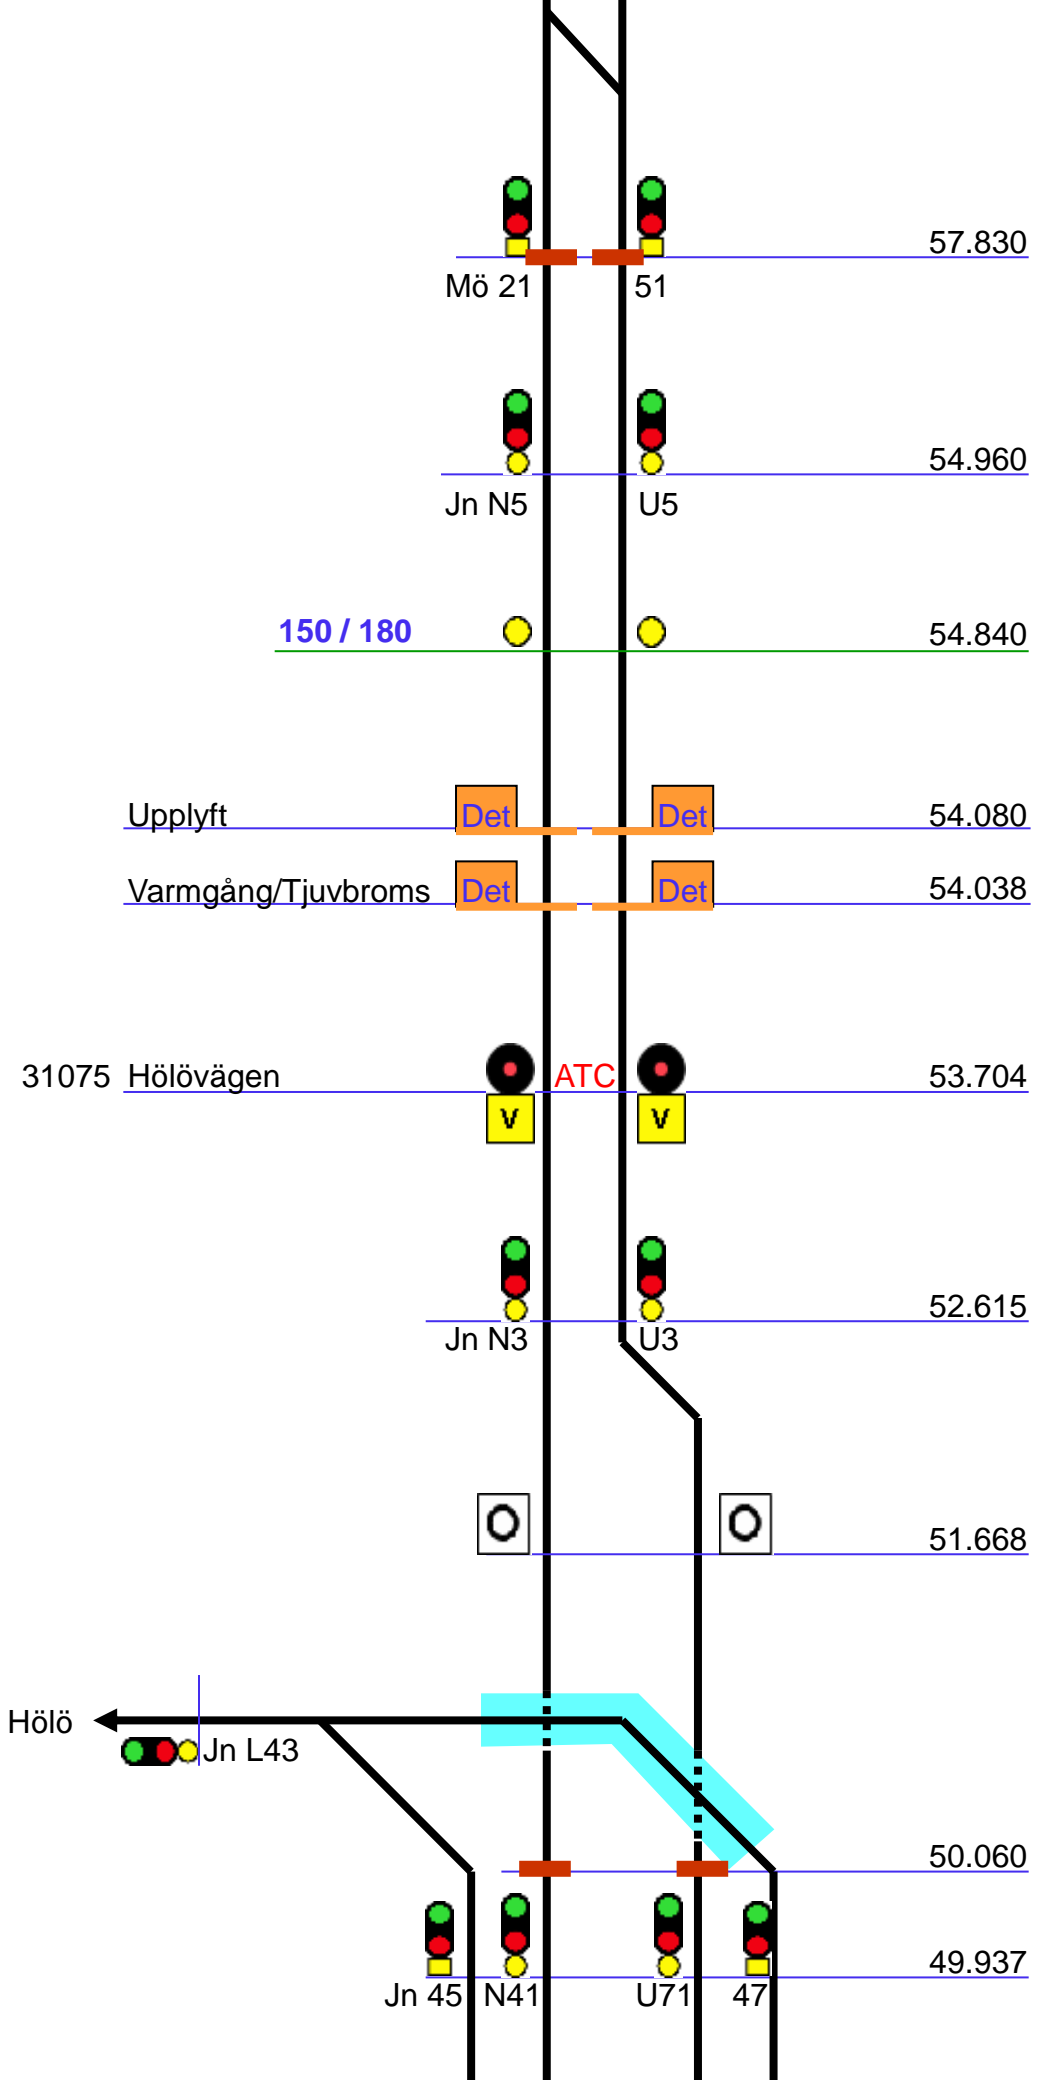 57.830
Mö 21 51
54.960
Jn N5 U5
150 / 180 54.840
Upplyft Det Det 54.080
Varmgång/Tjuvbroms Det Det 54.038
31075 Hölövägen ATC 53.704
V V
52.615
Jn N3 U3
O O 51.668
Hölö
Jn L43
50.060
49.937
Jn 45 N41 U71 47